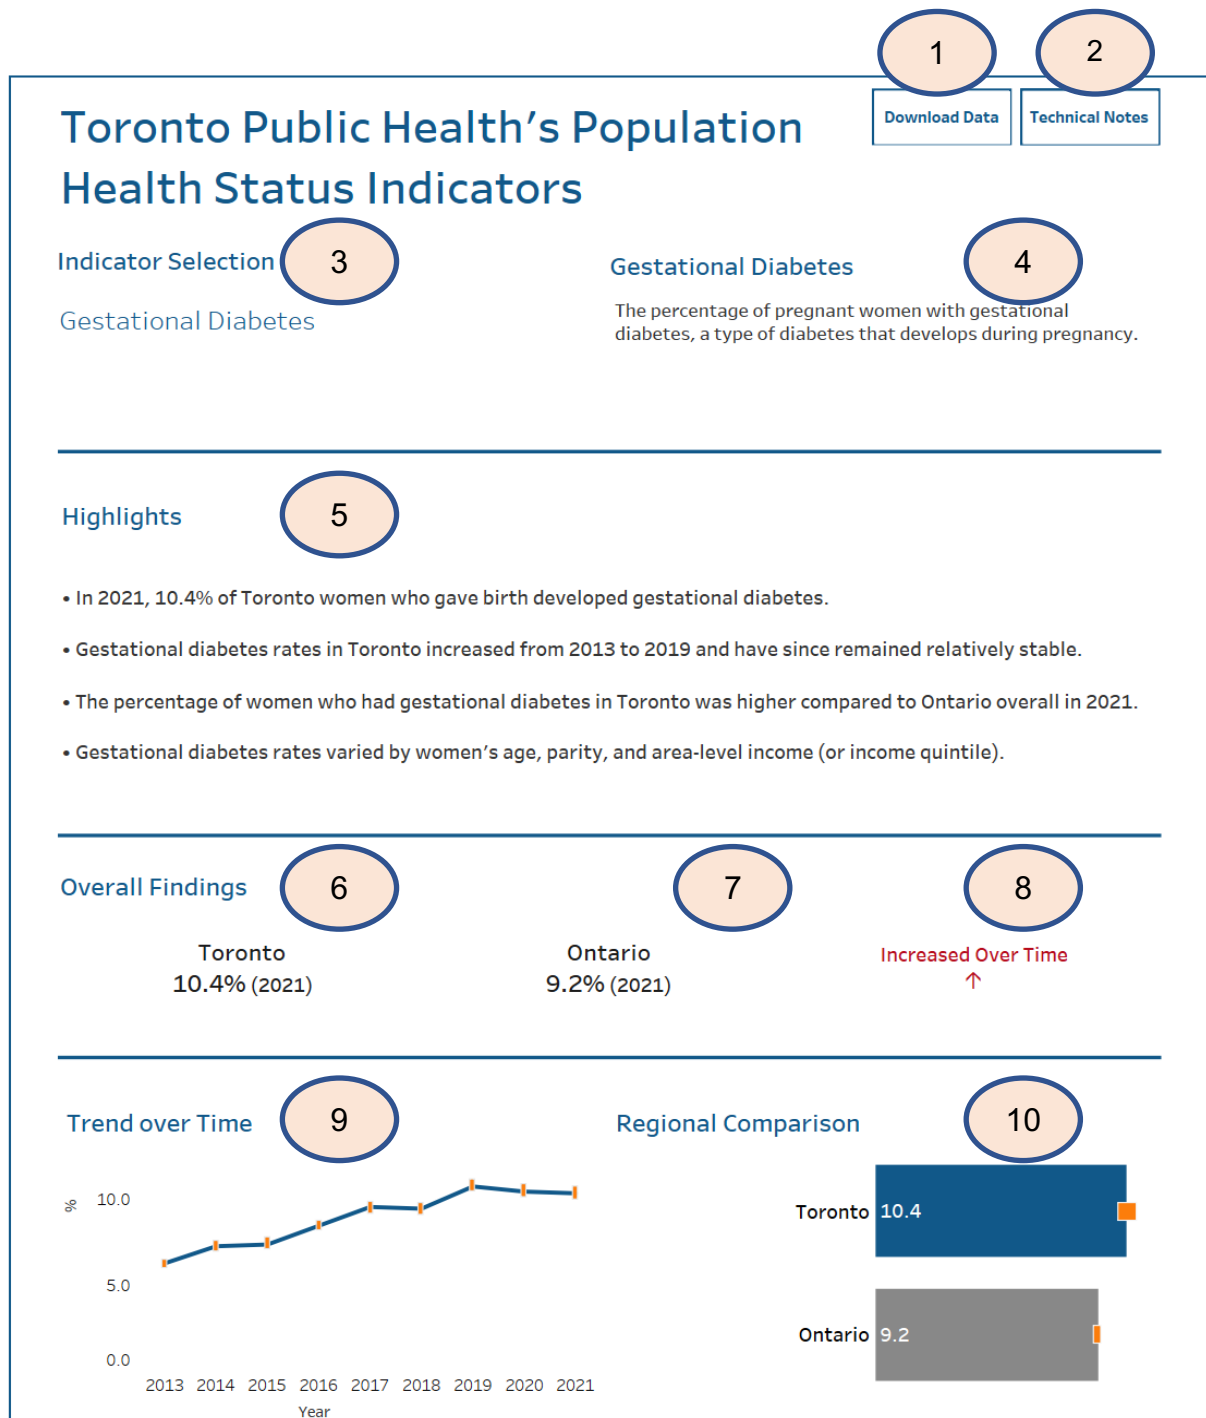 1
2
Download Data
Technical Notes
Toronto Public Health's Population
Health Status Indicators
Indicator Selection
3
Gestational Diabetes
Gestational Diabetes
4
The percentage of pregnant women with gestational
diabetes, a type of diabetes that develops during pregnancy.
Highlights
5
• In 2021, 10.4% of Toronto women who gave birth developed gestational diabetes.
• Gestational diabetes rates in Toronto increased from 2013 to 2019 and have since remained relatively stable.
• The percentage of women who had gestational diabetes in Toronto was higher compared to Ontario overall in 2021.
• Gestational diabetes rates varied by women's age, parity, and area-level income (or income quintile).
Overall Findings
6
7
8
Toronto
10.4% (2021)
Ontario
9.2% (2021)
Increased Over Time
↑
Trend over Time
9
%
10.0
5.0
0.0
2013 2014 2015 2016 2017 2018 2019 2020 2021
Year
Regional Comparison
10
Toronto 10.4
Ontario 9.2